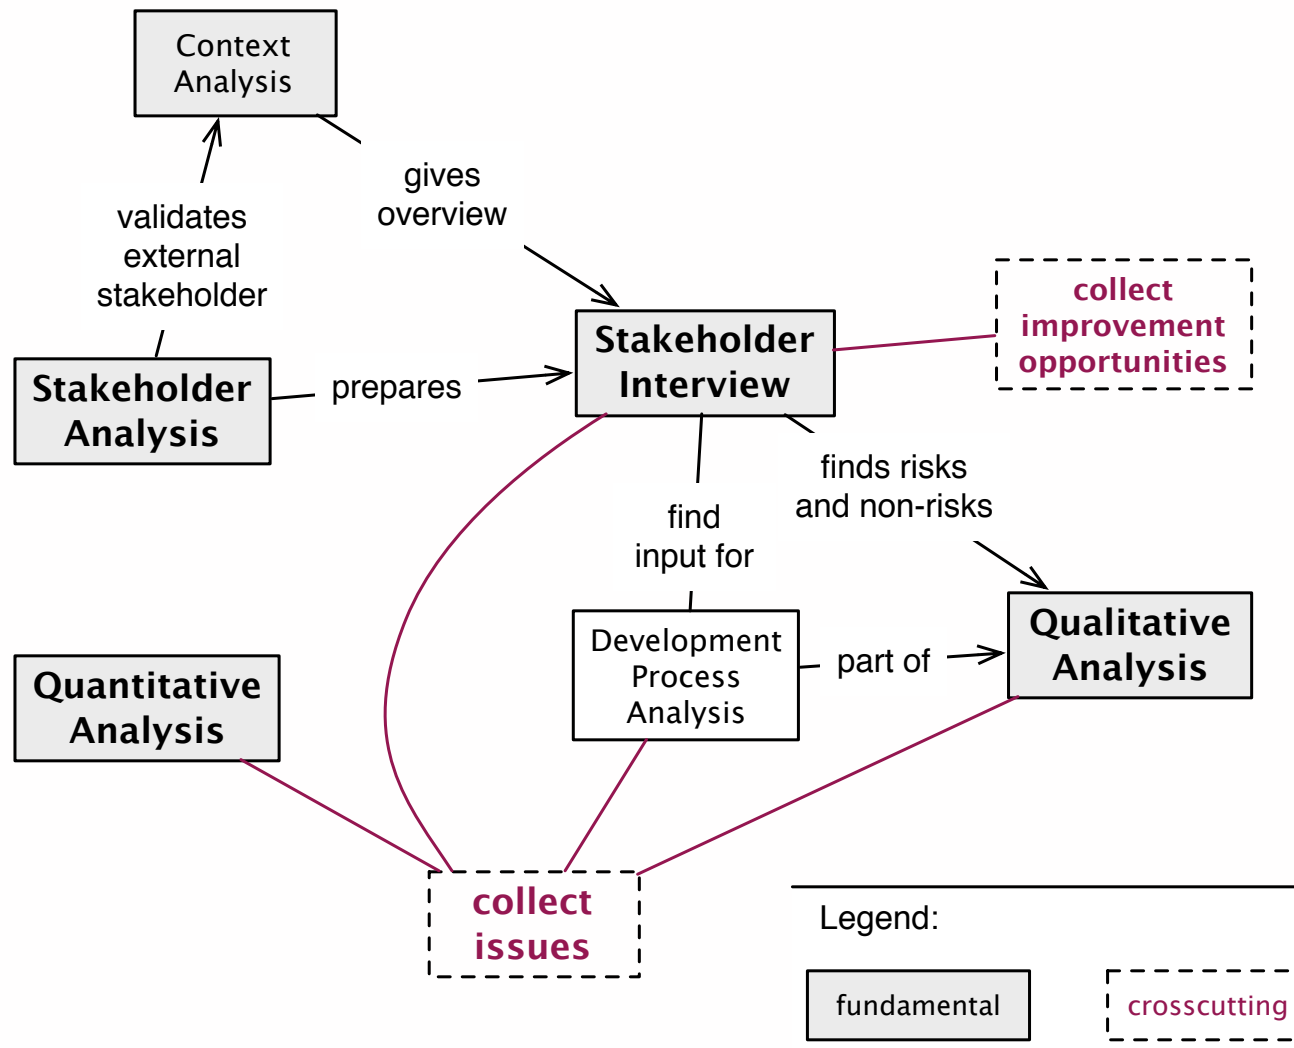 Context
Analysis
gives
overview
validates
external
stakeholder
collect
improvement
opportunities
Stakeholder
Interview
Stakeholder
Analysis
prepares
finds risks
and non-risks
find
input for
Qualitative
Analysis
Development
Process
Analysis
part of
Quantitative
Analysis
collect
issues
Legend:
fundamental
crosscutting